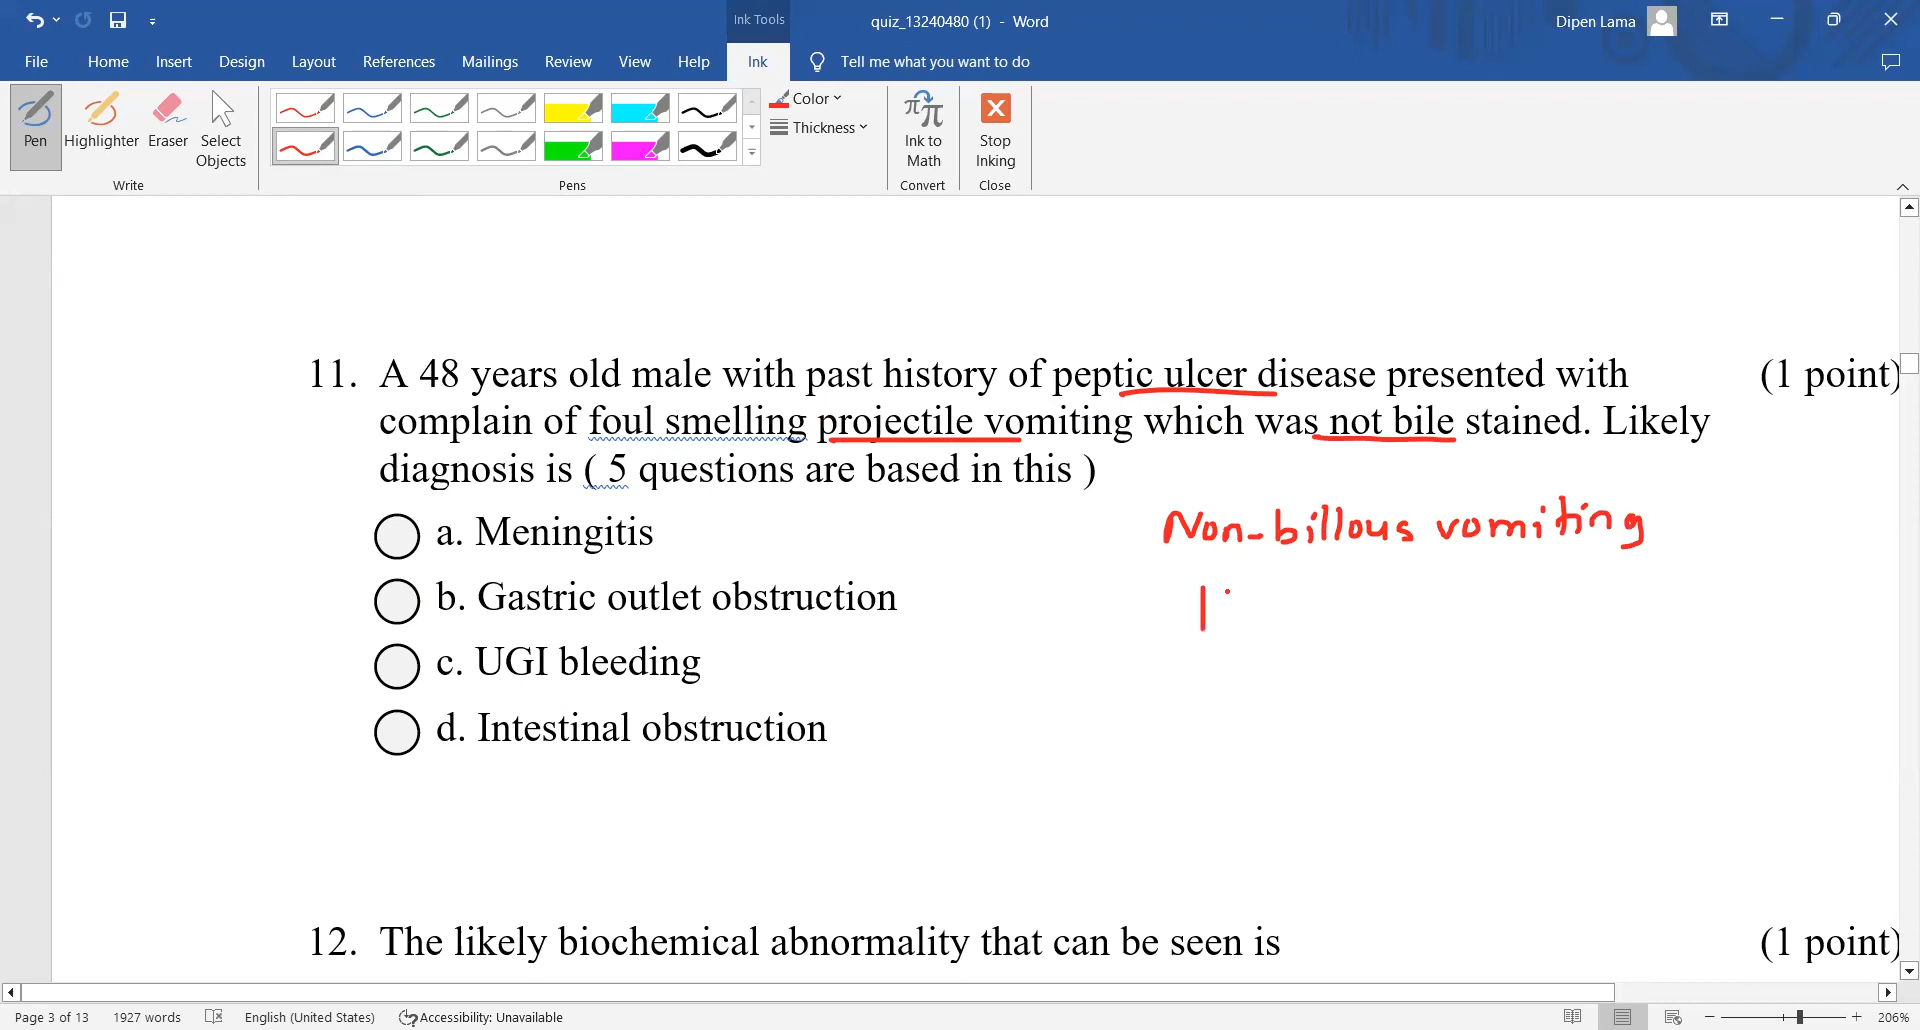 Ink Tools
quiz_13240480 (1) - Word
Dipen Lama
File Home Insert Design Layout References Mailings Review View Help Ink Tell me what you want to do
Pen Highlighter Eraser Select Objects
Color
Thickness
Ink to Math
Stop Inking
Write Pens Convert Close
11. A 48 years old male with past history of peptic ulcer disease presented with (1 point)
complain of foul smelling projectile vomiting which was not bile stained. Likely
diagnosis is ( 5 questions are based in this )
Non-billous vomiting
a. Meningitis
b. Gastric outlet obstruction
c. UGI bleeding
d. Intestinal obstruction
12. The likely biochemical abnormality that can be seen is (1 point)
Page 3 of 13 1927 words English (United States) Accessibility: Unavailable 206%